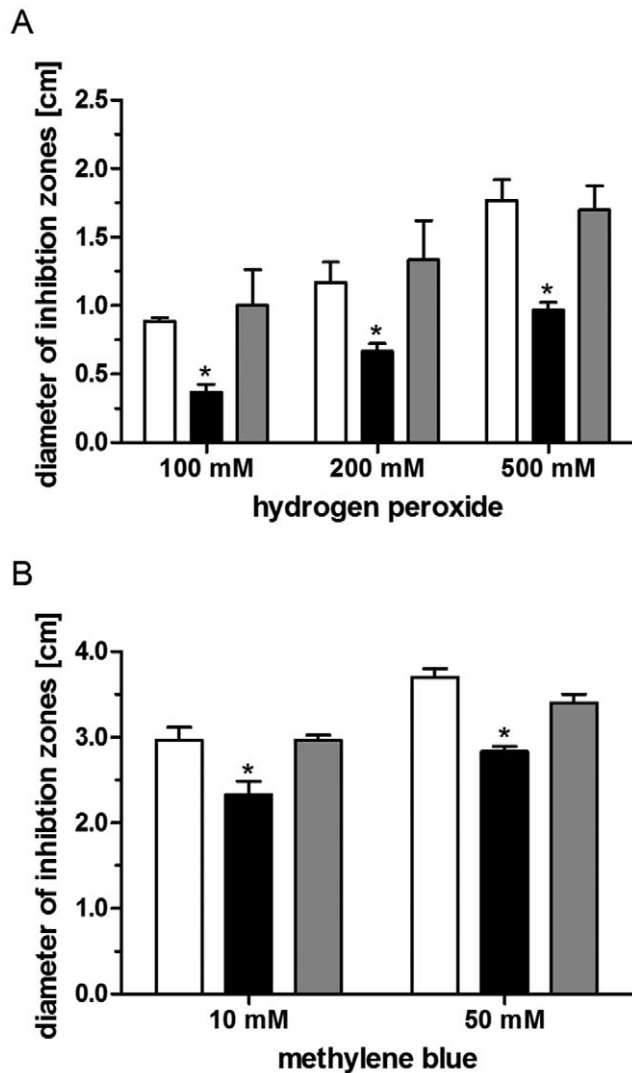 A
diameter of inhibtion zones [cm]
2.5
2.0
1.5
1.0
0.5
0.0
*
*
*
100 mM 200 mM 500 mM
hydrogen peroxide
B
diameter of inhibtion zones [cm]
4.0
3.0
2.0
1.0
0.0
*
*
10 mM 50 mM
methylene blue